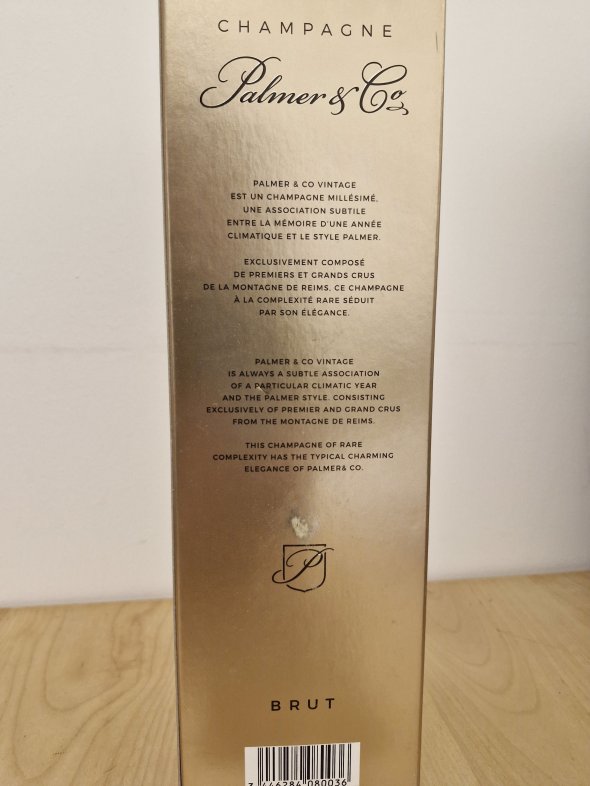 CHAMPAGNE
Palmer & Co
PALMER & CO VINTAGE
EST UN CHAMPAGNE MILLÉSIMÉ,
UNE ASSOCIATION SUBTILE
ENTRE LA MÉMOIRE D'UNE ANNÉE
CLIMATIQUE ET LE STYLE PALMER.
EXCLUSIVEMENT COMPOSÉ
DE PREMIERS ET GRANDS CRUS
DE LA MONTAGNE DE REIMS, CE CHAMPAGNE
À LA COMPLEXITÉ RARE SÉDUIT
PAR SON ÉLÉGANCE.
PALMER & CO VINTAGE
IS ALWAYS A SUBTLE ASSOCIATION
OF A PARTICULAR CLIMATIC YEAR
AND THE PALMER STYLE. CONSISTING
EXCLUSIVELY OF PREMIER AND GRAND CRUS
FROM THE MONTAGNE DE REIMS.
THIS CHAMPAGNE OF RARE
COMPLEXITY HAS THE TYPICAL CHARMING
ELEGANCE OF PALMER& CO.
P
BRUT
3 446284 080036